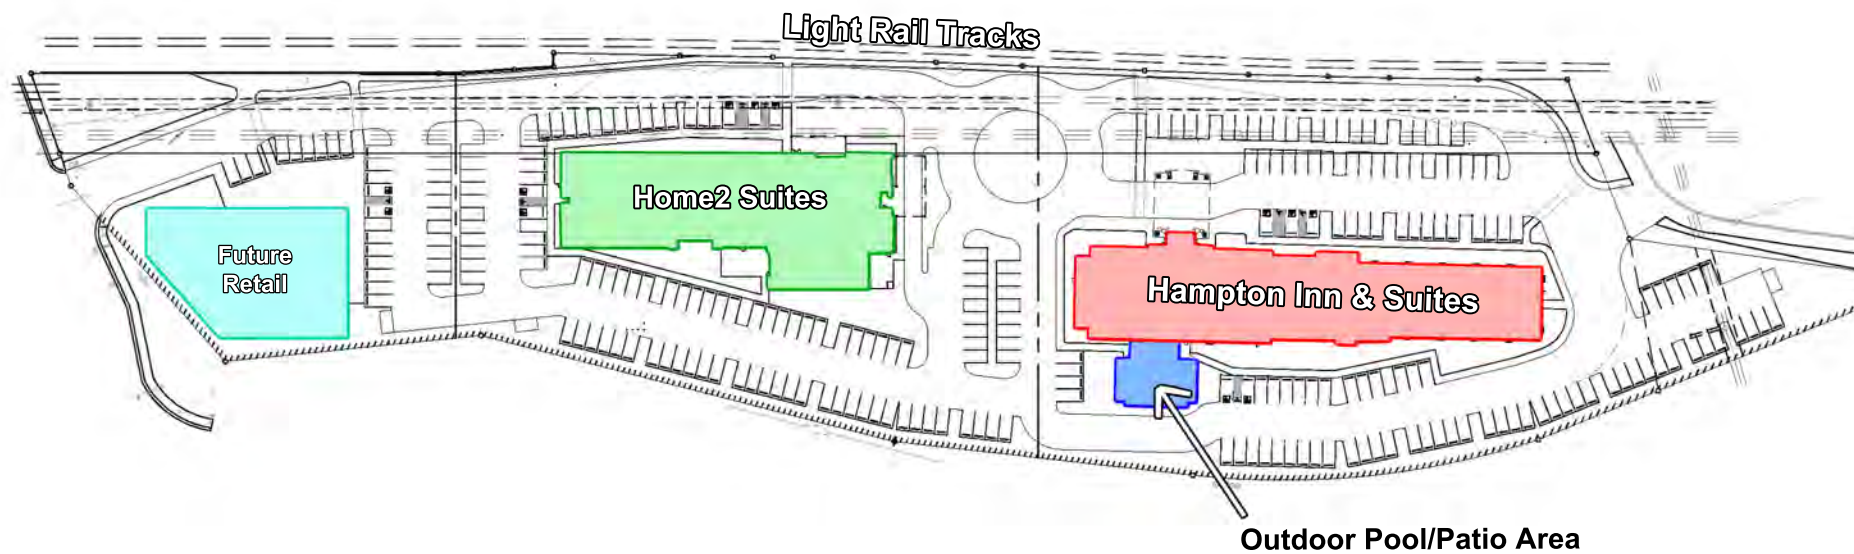 Light Rail Tracks
Home2 Suites
Future
Retail
Hampton Inn & Suites
Outdoor Pool/Patio Area